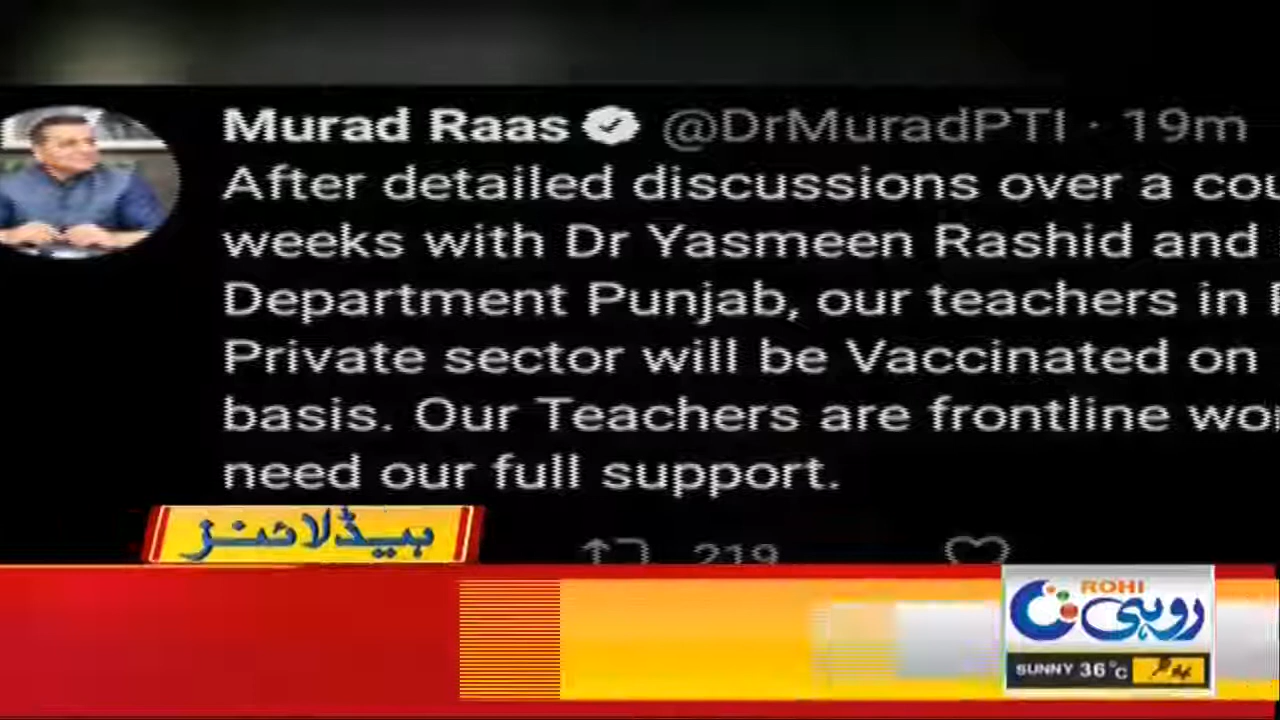 Murad Raas @DrMuradPTI · 19m
After detailed discussions over a
weeks with Dr Yasmeen Rashid and
Department Punjab, our teachers in
Private sector will be Vaccinated on
basis. Our Teachers are frontline
need our full support.
ہیڈلائنز
219
ROHI
روہی
SUNNY 36°C